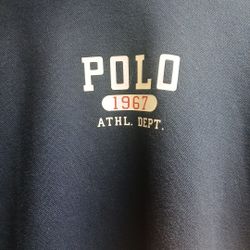 POLO
1967
ATHL. DEPT.